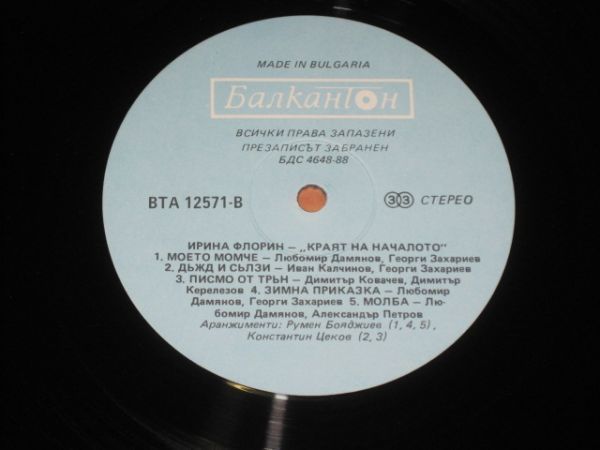 MADE IN BULGARIA
Балкантон
ВСИЧКИ ПРАВА ЗАПАЗЕНИ
ПРЕЗАПИСЪТ ЗАБРАНЕН
БДС 4648-88
ВТА 12571-В
33 СТЕРЕО
ИРИНА ФЛОРИН – „КРАЯТ НА НАЧАЛОТО"
1. МОЕТО МОМЧЕ – Любомир Дамянов, Георги Захариев
2. ДЪЖД И СЪЛЗИ – Иван Калчинов, Георги Захариев
3. ПИСМО ОТ ТРЪН – Димитър Ковачев, Димитър
Керелезов 4. ЗИМНА ПРИКАЗКА – Любомир
Дамянов, Георги Захариев 5. МОЛБА – Лю-
бомир Дамянов, Александър Петров
Аранжименти: Румен Бояджиев (1, 4, 5),
Константин Цеков (2, 3)